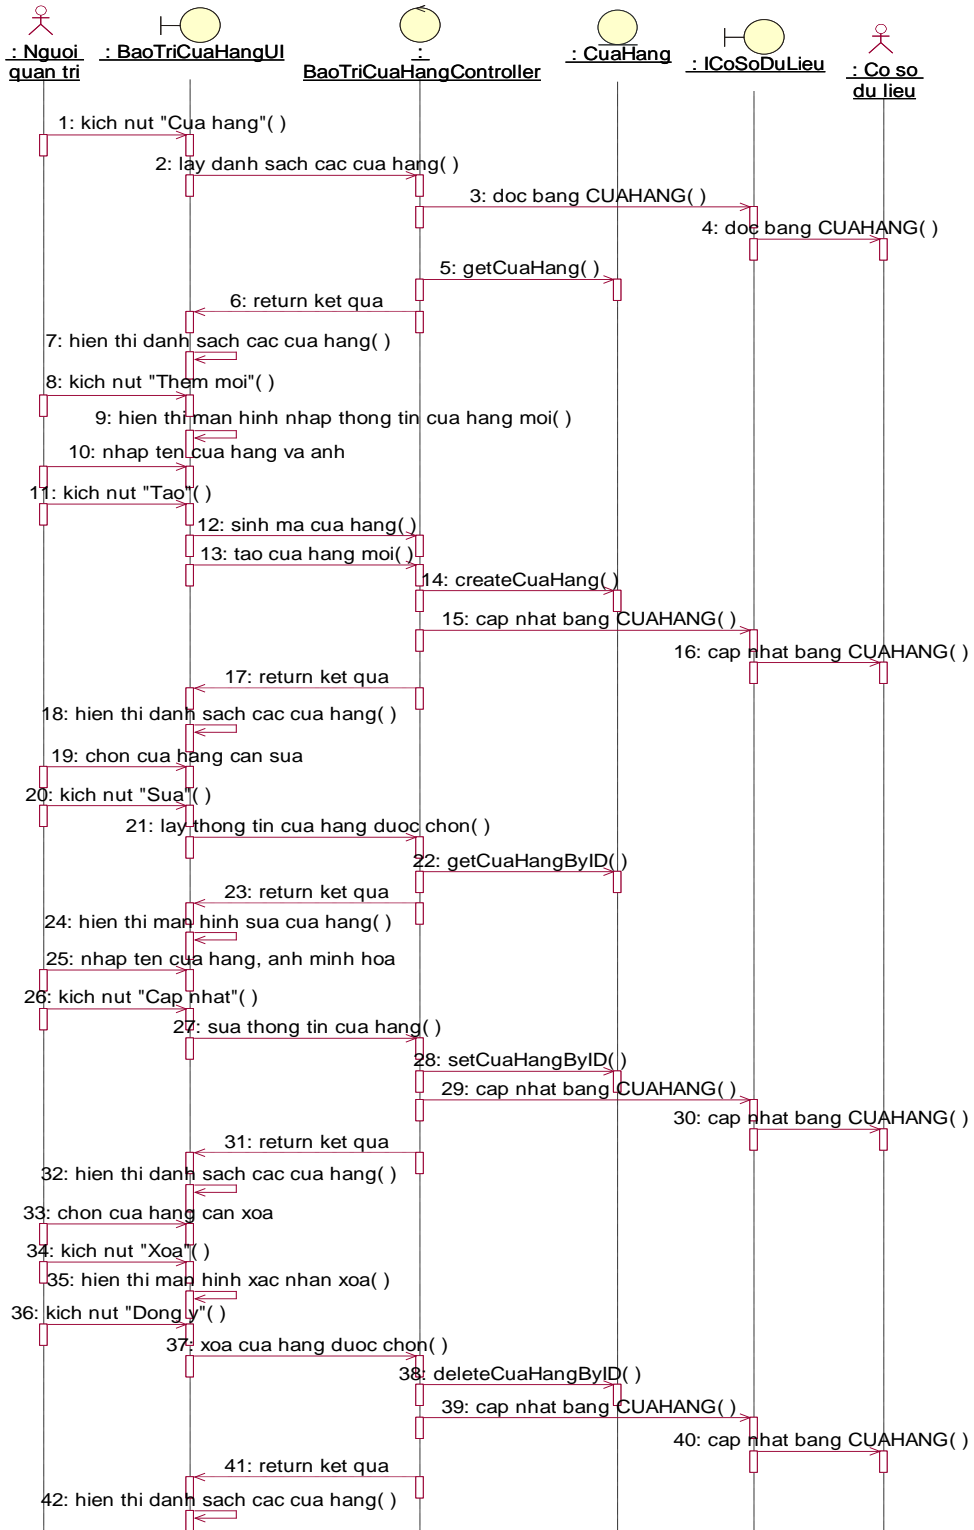 : Nguoi
quan tri
: BaoTriCuaHangUI
:
BaoTriCuaHangController
: CuaHang
: ICoSoDuLieu
: Co so
du lieu
1: kich nut "Cua hang"( )
2: lay danh sach cac cua hang( )
3: doc bang CUAHANG( )
4: doc bang CUAHANG( )
5: getCuaHang( )
6: return ket qua
7: hien thi danh sach cac cua hang( )
8: kich nut "Them moi"( )
9: hien thi man hinh nhap thong tin cua hang moi( )
10: nhap ten cua hang va anh
11: kich nut "Tao"( )
12: sinh ma cua hang( )
13: tao cua hang moi( )
14: createCuaHang( )
15: cap nhat bang CUAHANG( )
16: cap nhat bang CUAHANG( )
17: return ket qua
18: hien thi danh sach cac cua hang( )
19: chon cua hang can sua
20: kich nut "Sua"( )
21: lay thong tin cua hang duoc chon( )
22: getCuaHangByID( )
23: return ket qua
24: hien thi man hinh sua cua hang( )
25: nhap ten cua hang, anh minh hoa
26: kich nut "Cap nhat"( )
27: sua thong tin cua hang( )
28: setCuaHangByID( )
29: cap nhat bang CUAHANG( )
30: cap nhat bang CUAHANG( )
31: return ket qua
32: hien thi danh sach cac cua hang( )
33: chon cua hang can xoa
34: kich nut "Xoa"( )
35: hien thi man hinh xac nhan xoa( )
36: kich nut "Dong y"( )
37: xoa cua hang duoc chon( )
38: deleteCuaHangByID( )
39: cap nhat bang CUAHANG( )
40: cap nhat bang CUAHANG( )
41: return ket qua
42: hien thi danh sach cac cua hang( )